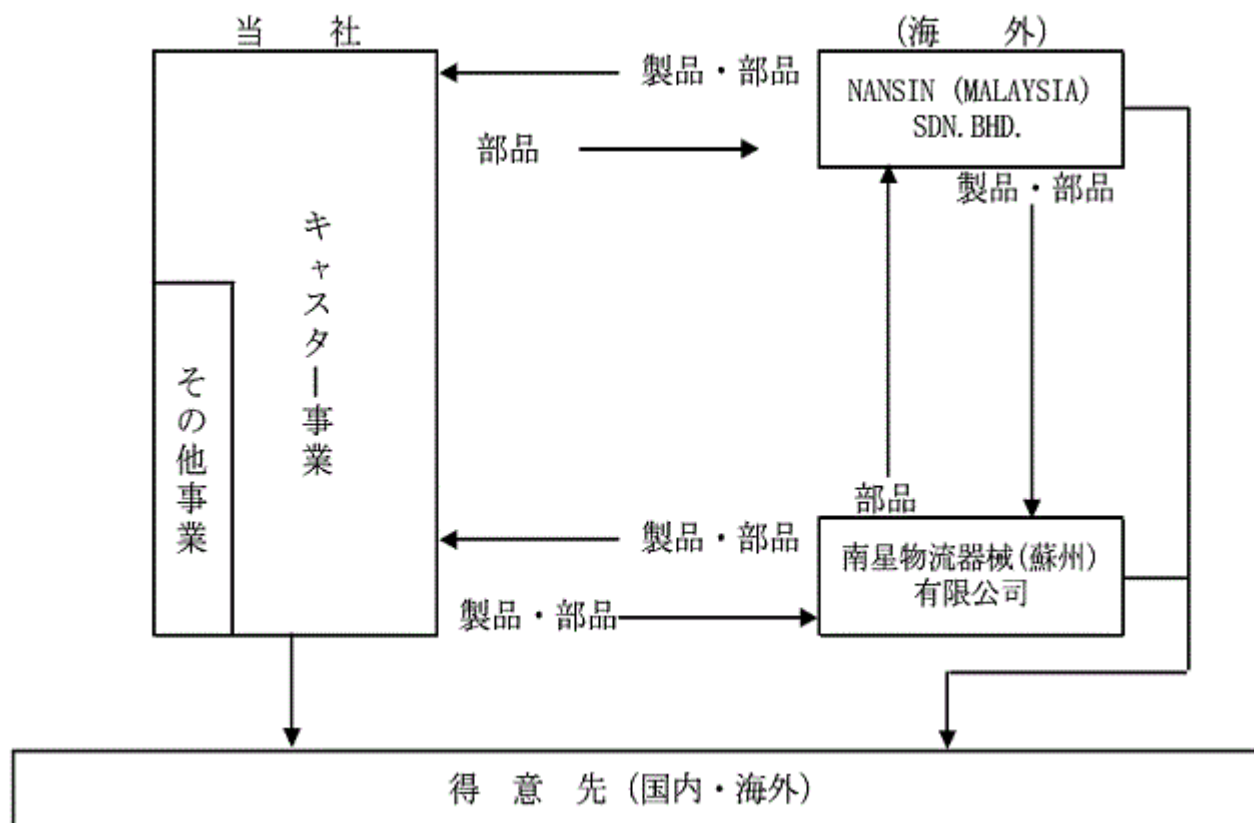 当 社
(海 外)
製品・部品
NANSIN (MALAYSIA)
SDN.BHD.
部品
製品・部品
キャスター事業
その他事業
部品
製品・部品
南星物流器械(蘇州)
有限公司
製品・部品
得 意 先 (国内・海外)